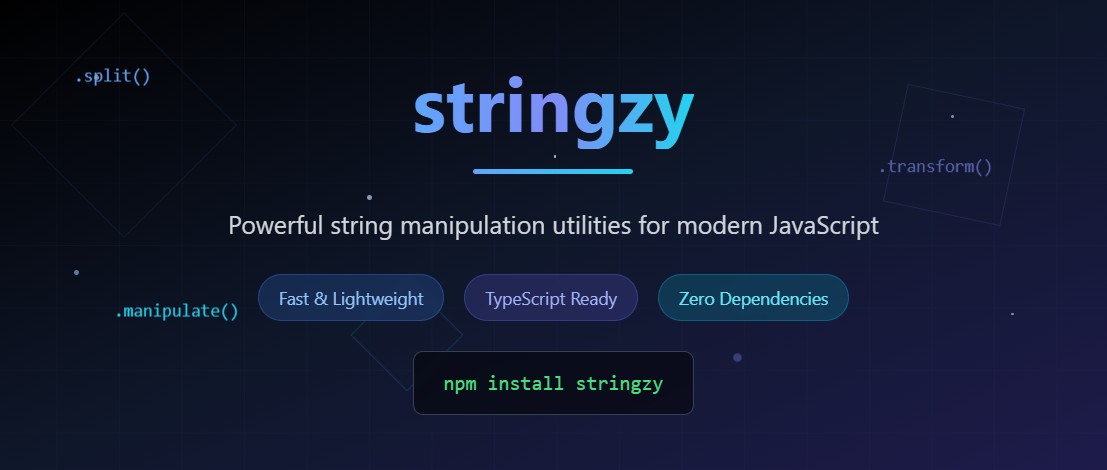 .split()
stringzy
.transform()
Powerful string manipulation utilities for modern JavaScript
Fast & Lightweight
TypeScript Ready
Zero Dependencies
.manipulate()
npm install stringzy